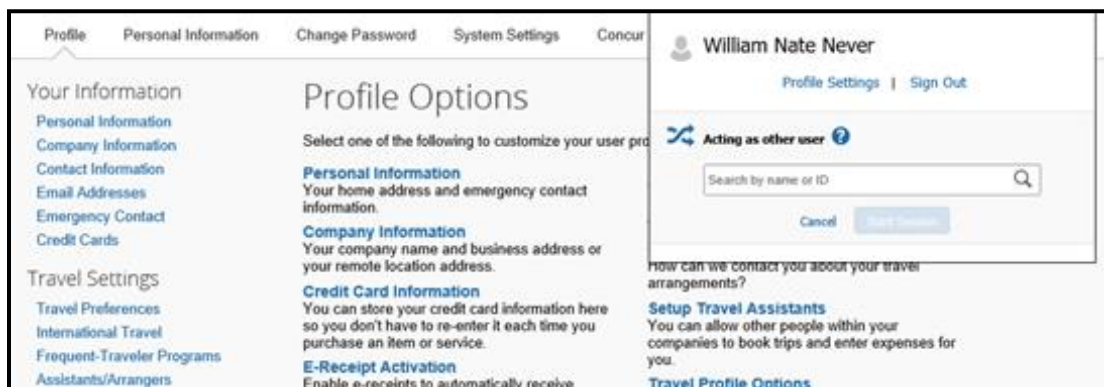 Profile Personal Information Change Password System Settings Concur
William Nate Never
Profile Settings | Sign Out
Acting as other user ?
Search by name or ID
Cancel Start Session
Your Information
Personal Information
Company Information
Contact Information
Email Addresses
Emergency Contact
Credit Cards
Travel Settings
Travel Preferences
International Travel
Frequent-Traveler Programs
Assistants/Arrangers
Profile Options
Select one of the following to customize your user pro
Personal Information
Your home address and emergency contact
information.
Company Information
Your company name and business address or
your remote location address.
Credit Card Information
You can store your credit card information here
so you don't have to re-enter it each time you
purchase an item or service.
E-Receipt Activation
Enable e-receipts to automatically receive
How can we contact you about your travel
arrangements?
Setup Travel Assistants
You can allow other people within your
companies to book trips and enter expenses for
you.
Travel Profile Options